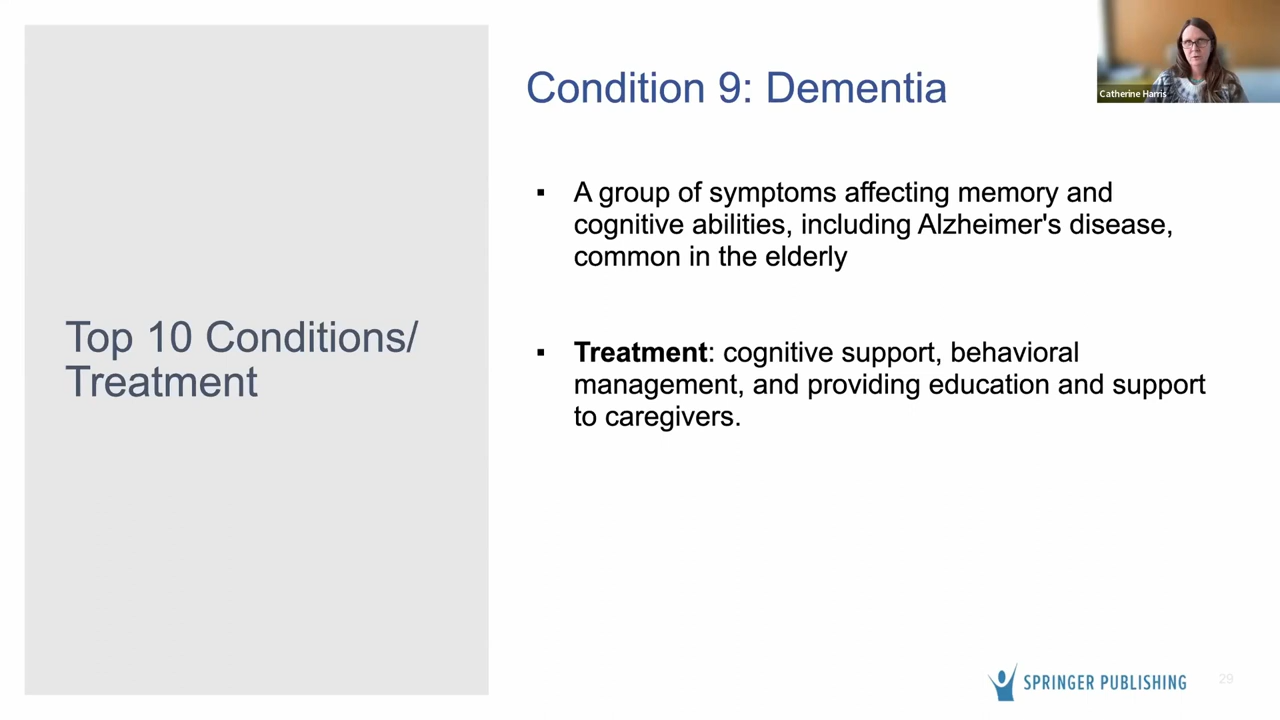 Condition 9: Dementia
Catherine Harris
▪ A group of symptoms affecting memory and
cognitive abilities, including Alzheimer's disease,
common in the elderly
Top 10 Conditions/
Treatment
▪ Treatment: cognitive support, behavioral
management, and providing education and support
to caregivers.
SPRINGER PUBLISHING
29